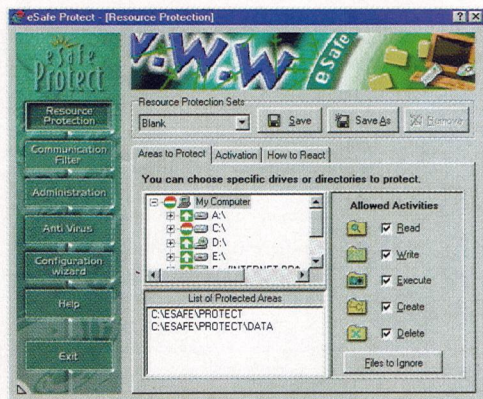 eSafe Protect - [Resource Protection]
eSafe
Protect
V.W.W
eSafe
Resource
Protection
Communication
Filter
Administration
Anti Virus
Configuration
wizard
Help
Exit
Resource Protection Sets
Blank
Save
Save As
Remove
Areas to Protect
Activation
How to React
You can choose specific drives or directories to protect.
My Computer
A:\
C:\
D:\
E:\
Allowed Activities
Read
Write
Execute
Create
Delete
Files to Ignore
List of Protected Areas
C:\ESAFE\PROTECT
C:\ESAFE\PROTECT\DATA